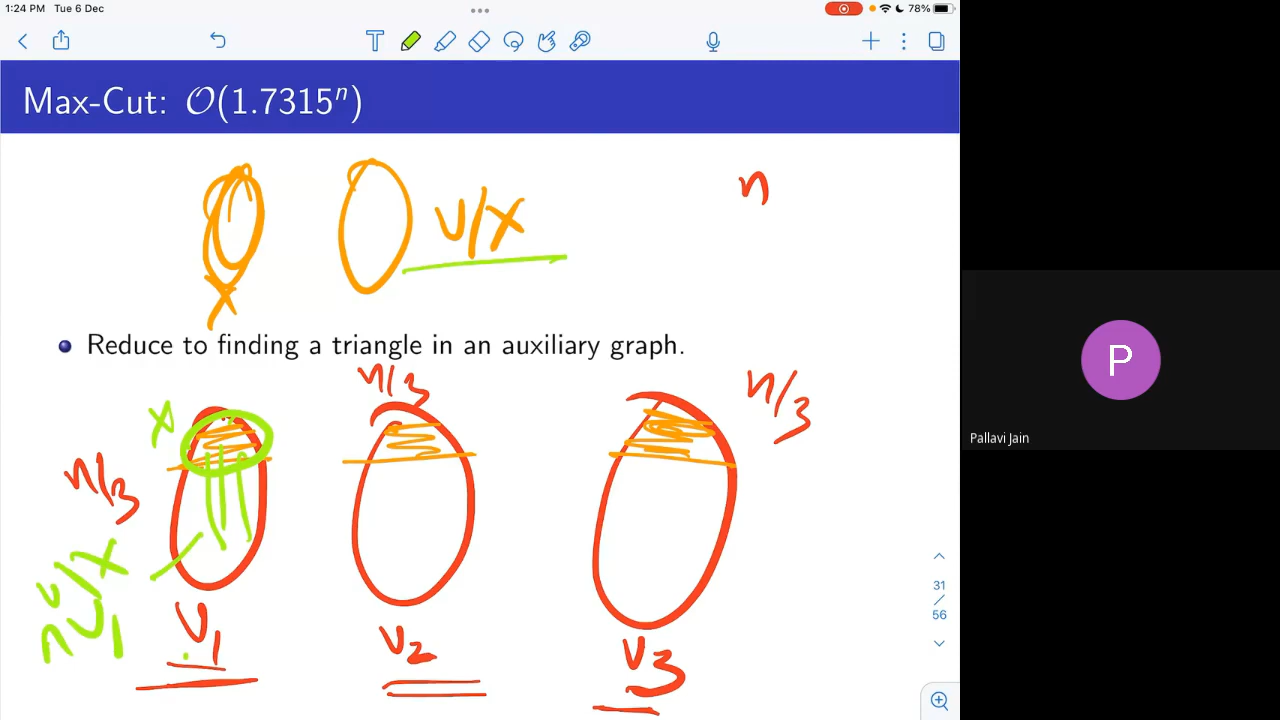 1:24 PM Tue 6 Dec
78%
Max-Cut: 𝒪(1.7315ⁿ)
n
V/X
X
Reduce to finding a triangle in an auxiliary graph.
n/3
n/3
X
n/3
V/X
∩V1
V1
V2
V3
31
/
56
P
Pallavi Jain